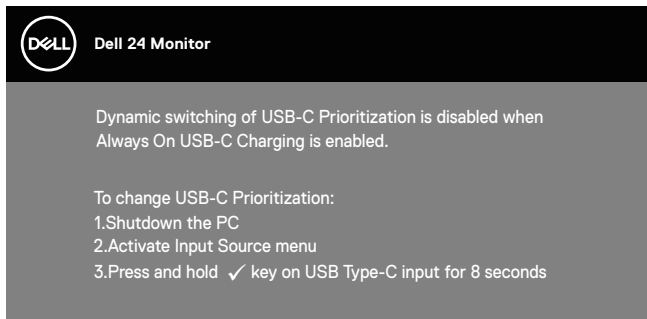 DELL
Dell 24 Monitor
Dynamic switching of USB-C Prioritization is disabled when
Always On USB-C Charging is enabled.
To change USB-C Prioritization:
1.Shutdown the PC
2.Activate Input Source menu
3.Press and hold ✓ key on USB Type-C input for 8 seconds